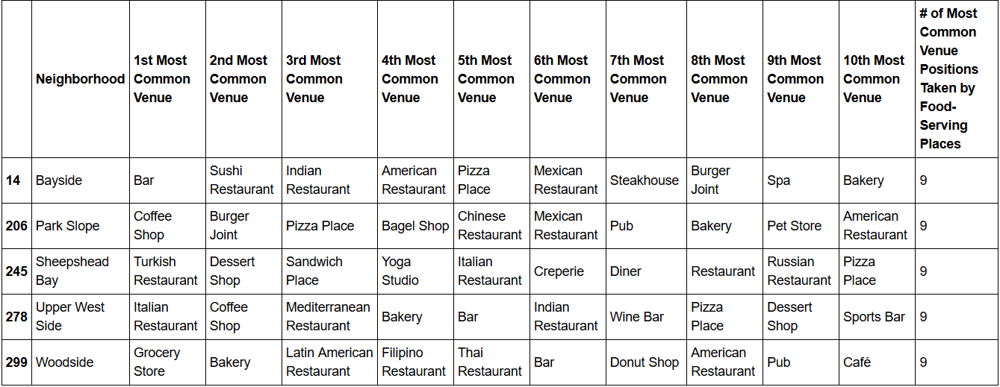 Neighborhood
1st Most
Common
Venue
2nd Most
Common
Venue
3rd Most
Common
Venue
4th Most
Common
Venue
5th Most
Common
Venue
6th Most
Common
Venue
7th Most
Common
Venue
8th Most
Common
Venue
9th Most
Common
Venue
10th Most
Common
Venue
# of Most
Common
Venue
Positions
Taken by
Food-
Serving
Places
14
Bayside
Bar
Sushi
Restaurant
Indian
Restaurant
American
Restaurant
Pizza
Place
Mexican
Restaurant
Steakhouse
Burger
Joint
Spa
Bakery
9
206
Park Slope
Coffee
Shop
Burger
Joint
Pizza Place
Bagel Shop
Chinese
Restaurant
Mexican
Restaurant
Pub
Bakery
Pet Store
American
Restaurant
9
245
Sheepshead
Bay
Turkish
Restaurant
Dessert
Shop
Sandwich
Place
Yoga
Studio
Italian
Restaurant
Creperie
Diner
Restaurant
Russian
Restaurant
Pizza
Place
9
278
Upper West
Side
Italian
Restaurant
Coffee
Shop
Mediterranean
Restaurant
Bakery
Bar
Indian
Restaurant
Wine Bar
Pizza
Place
Dessert
Shop
Sports Bar
9
299
Woodside
Grocery
Store
Bakery
Latin American
Restaurant
Filipino
Restaurant
Thai
Restaurant
Bar
Donut Shop
American
Restaurant
Pub
Café
9